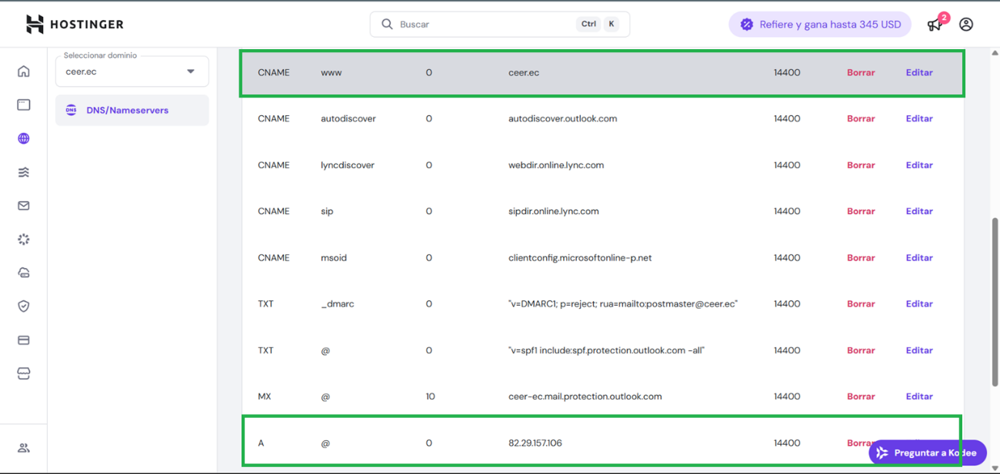 HOSTINGER
Buscar
Ctrl K
Refiere y gana hasta 345 USD
2
Seleccionar dominio
ceer.ec
DNS DNS/Nameservers
CNAME www 0 ceer.ec 14400 Borrar Editar
CNAME autodiscover 0 autodiscover.outlook.com 14400 Borrar Editar
CNAME lyncdiscover 0 webdir.online.lync.com 14400 Borrar Editar
CNAME sip 0 sipdir.online.lync.com 14400 Borrar Editar
CNAME msoid 0 clientconfig.microsoftonline-p.net 14400 Borrar Editar
TXT _dmarc 0 "v=DMARC1; p=reject; rua=mailto:postmaster@ceer.ec" 14400 Borrar Editar
TXT @ 0 "v=spf1 include:spf.protection.outlook.com -all" 14400 Borrar Editar
MX @ 10 ceer-ec.mail.protection.outlook.com 14400 Borrar Editar
A @ 0 82.29.157.106 14400
Preguntar a Kodee